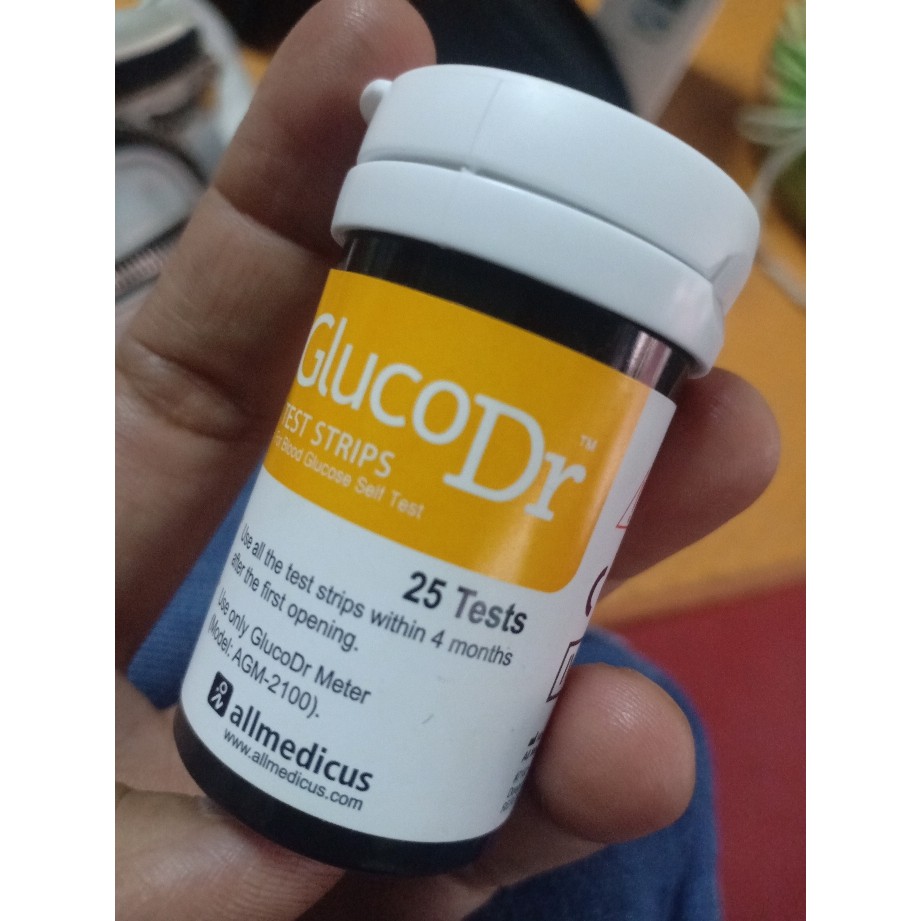 GlucoDr™
TEST STRIPS
Blood Glucose Self Test
25 Tests
Use all the test strips within 4 months
after the first opening.
Use only GlucoDr Meter
(Model: AGM-2100).
allmedicus
www.allmedicus.com